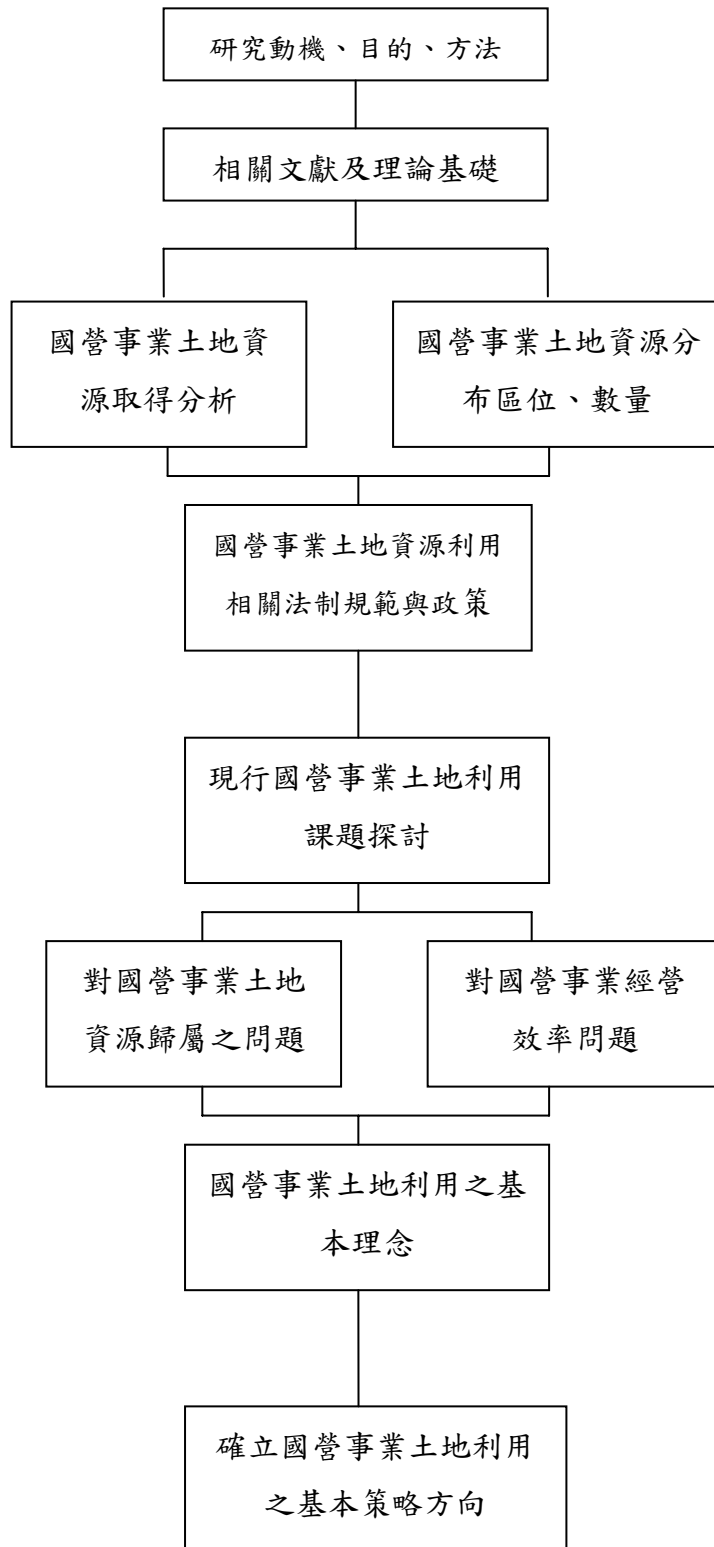 研究動機、目的、方法
相關文獻及理論基礎
國營事業土地資
源取得分析
國營事業土地資源分
布區位、數量
國營事業土地資源利用
相關法制規範與政策
現行國營事業土地利用
課題探討
對國營事業土地
資源歸屬之問題
對國營事業經營
效率問題
國營事業土地利用之基
本理念
確立國營事業土地利用
之基本策略方向